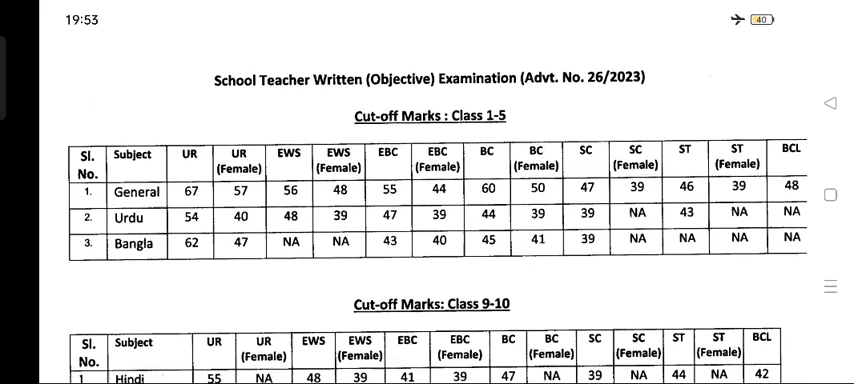 19:53
40
School Teacher Written (Objective) Examination (Advt. No. 26/2023)
Cut-off Marks : Class 1-5
Sl. No. Subject UR UR (Female) EWS EWS (Female) EBC EBC (Female) BC BC (Female) SC SC (Female) ST ST (Female) BCL
1. General 67 57 56 48 55 44 60 50 47 39 46 39 48
2. Urdu 54 40 48 39 47 39 44 39 39 NA 43 NA NA
3. Bangla 62 47 NA NA 43 40 45 41 39 NA NA NA NA
Cut-off Marks: Class 9-10
Sl. No. Subject UR UR (Female) EWS EWS (Female) EBC EBC (Female) BC BC (Female) SC SC (Female) ST ST (Female) BCL
1 Hindi 55 NA 48 39 41 39 47 NA 39 NA 44 NA 42